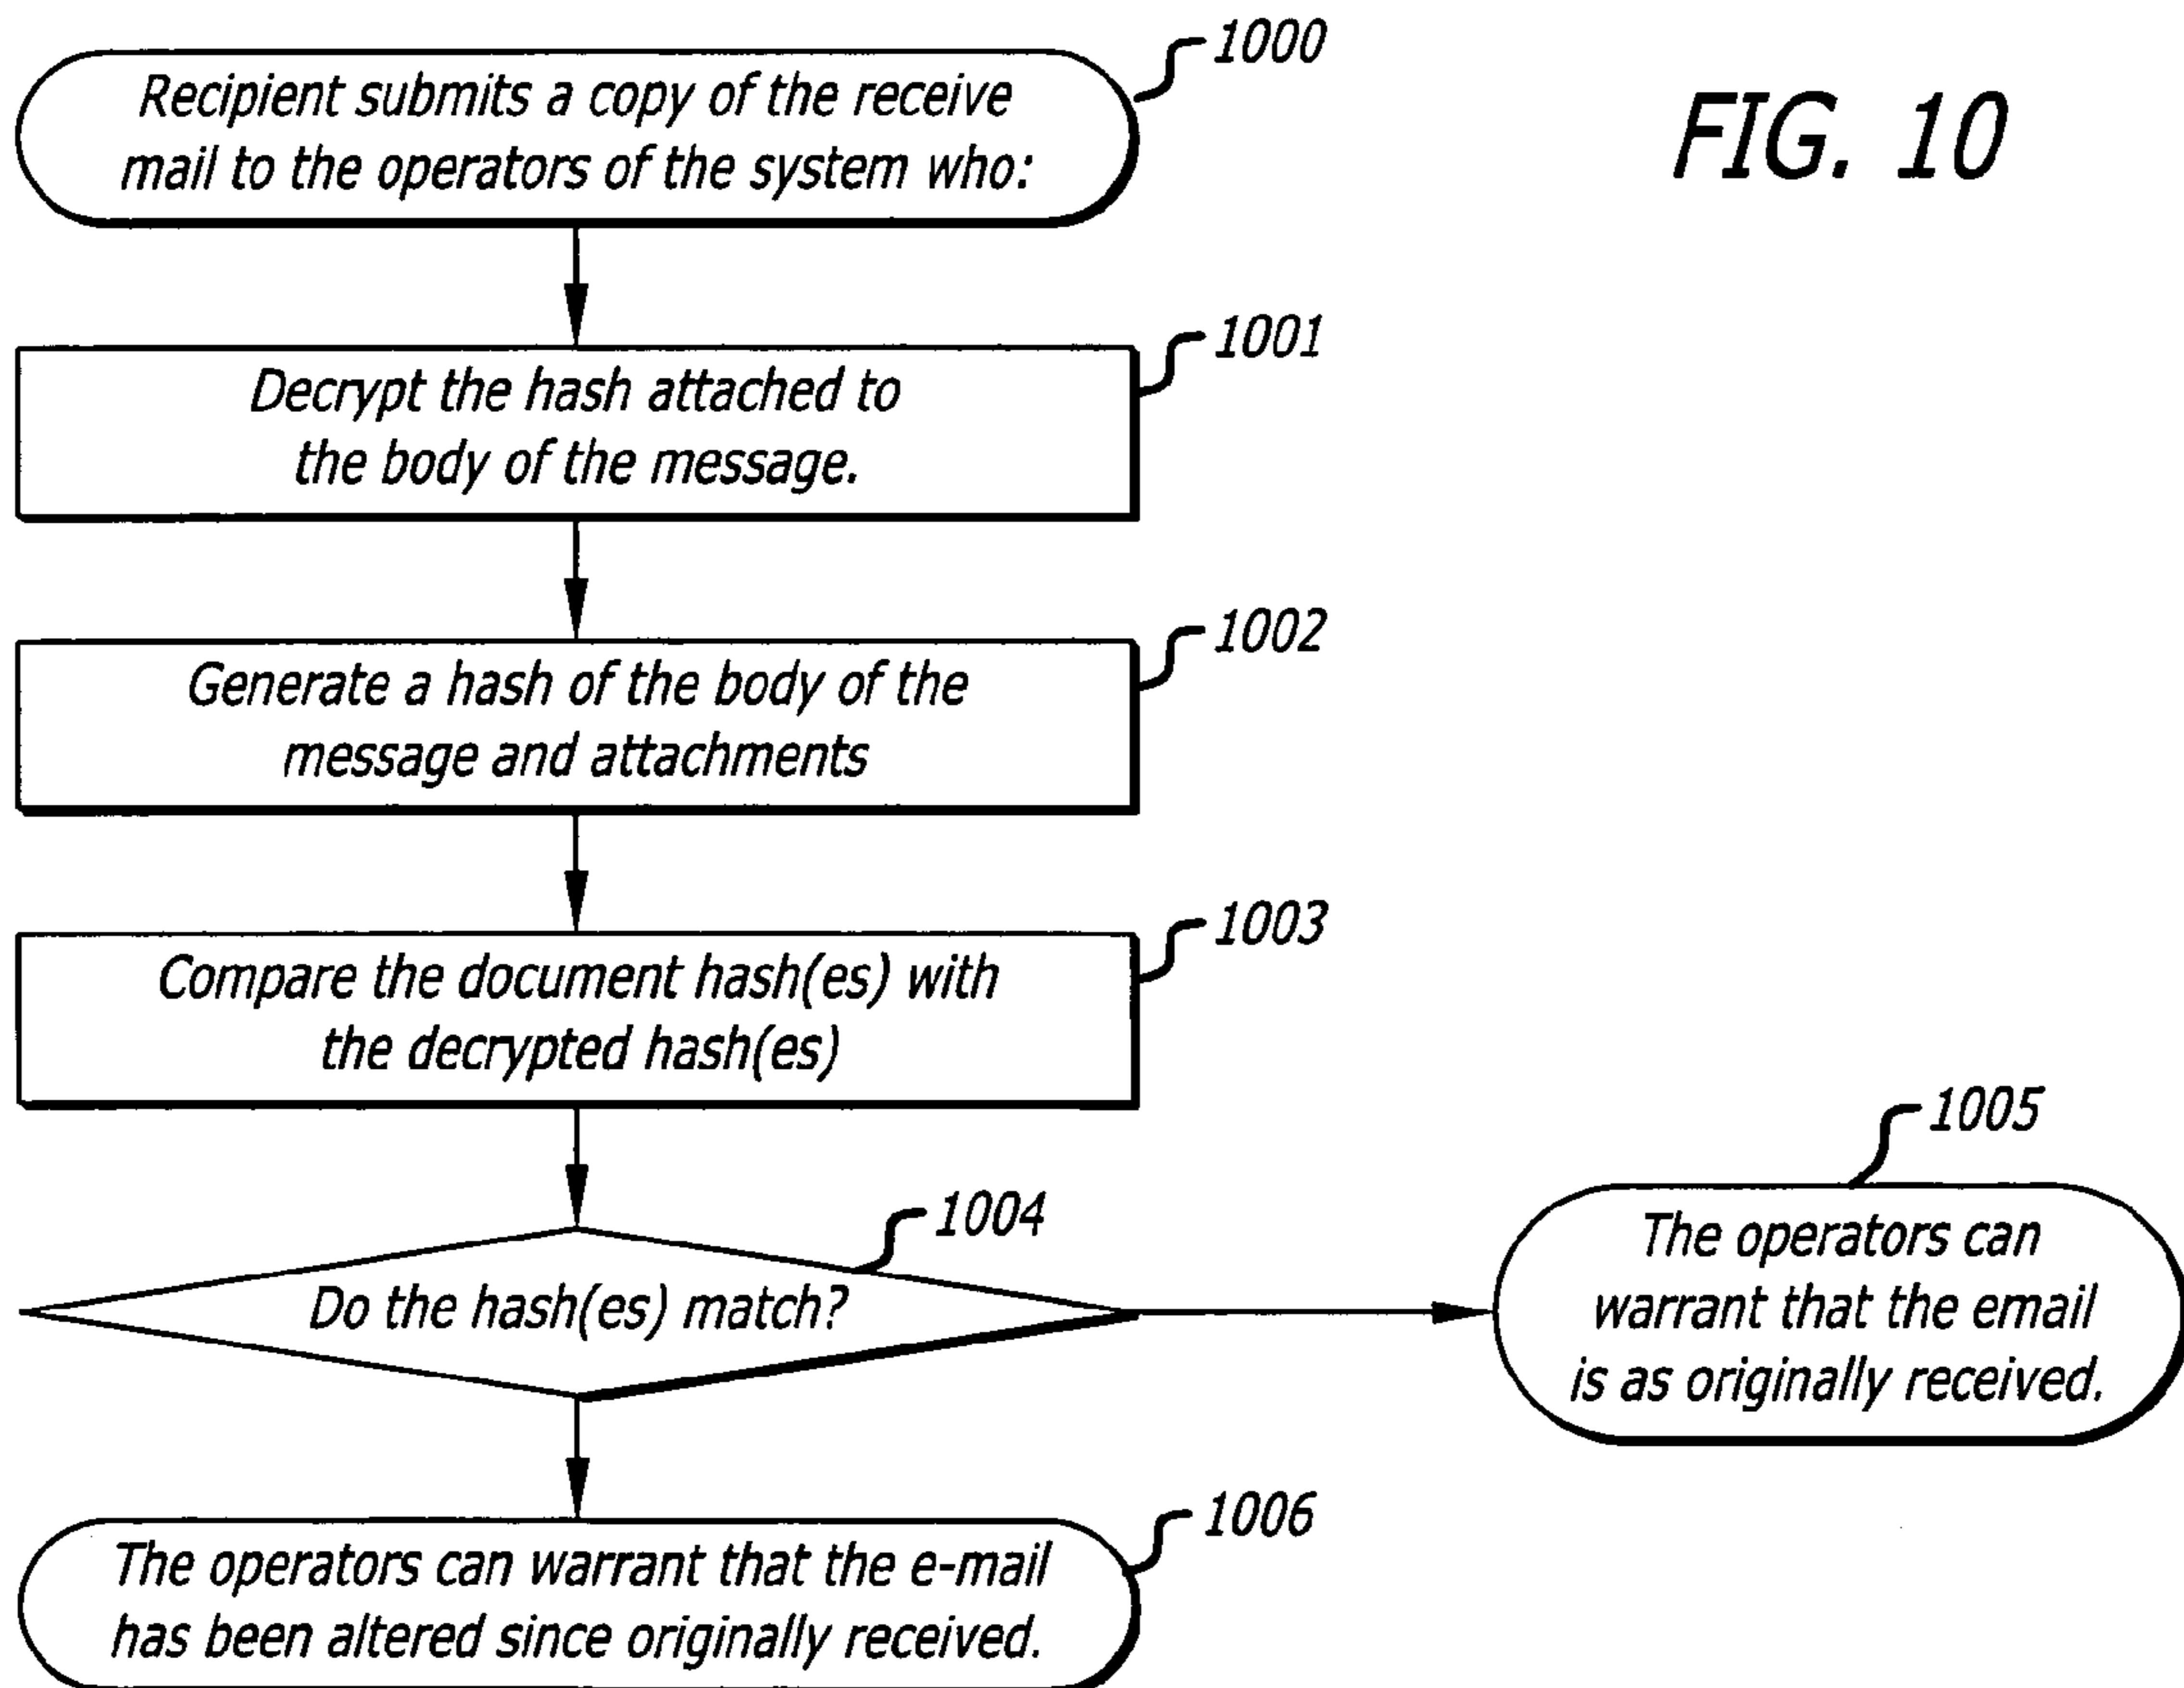 1000
Recipient submits a copy of the receive
mail to the operators of the system who:
FIG. 10
1001
Decrypt the hash attached to
the body of the message.
1002
Generate a hash of the body of the
message and attachments
1003
Compare the document hash(es) with
the decrypted hash(es)
1004
Do the hash(es) match?
1005
The operators can
warrant that the email
is as originally received.
1006
The operators can warrant that the e-mail
has been altered since originally received.